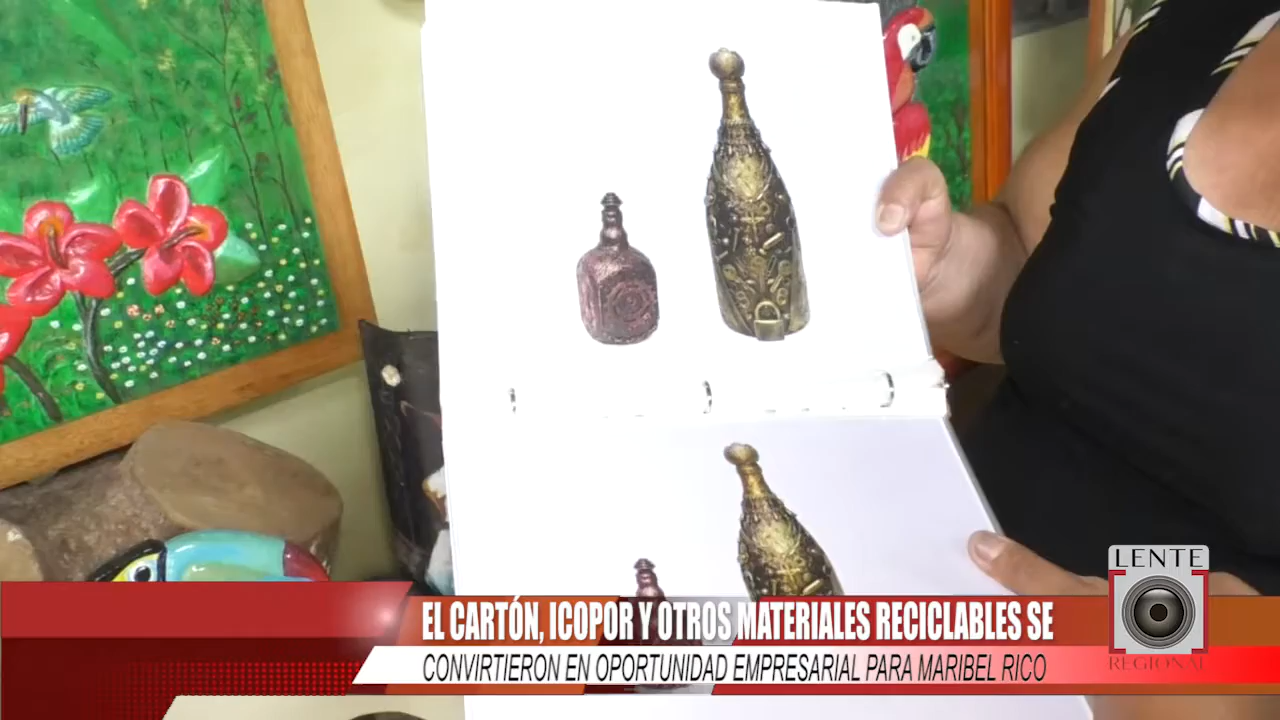 EL CARTÓN, ICOPOR Y OTROS MATERIALES RECICLABLES SE
CONVIRTIERON EN OPORTUNIDAD EMPRESARIAL PARA MARIBEL RICO
LENTE
REGIONAL